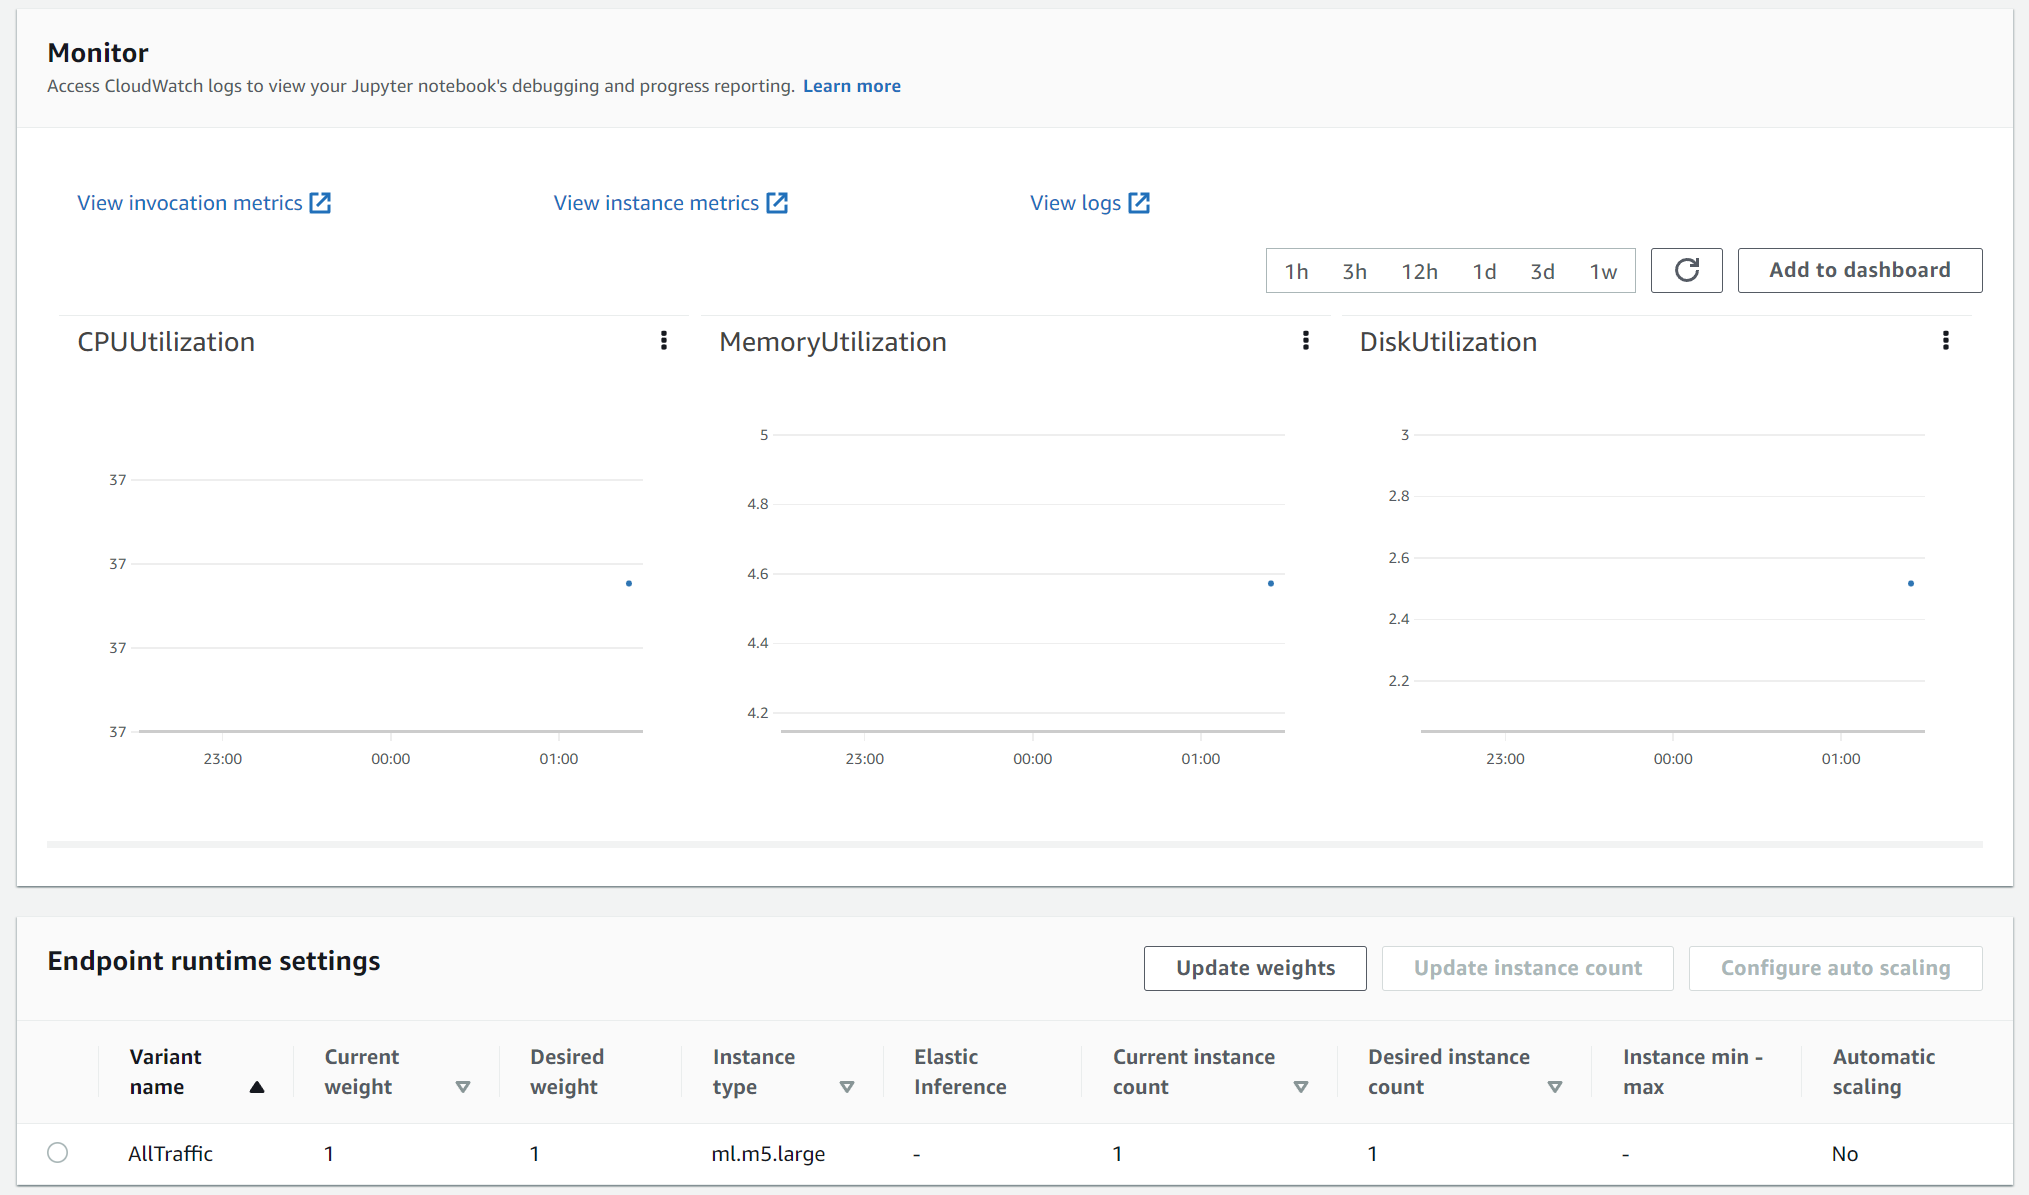 Monitor
Access CloudWatch logs to view your Jupyter notebook's debugging and progress reporting. Learn more
View invocation metrics View instance metrics View logs
1h 3h 12h 1d 3d 1w Add to dashboard
CPUUtilization
37
37
37
37
23:00 00:00 01:00
MemoryUtilization
5
4.8
4.6
4.4
4.2
23:00 00:00 01:00
DiskUtilization
3
2.8
2.6
2.4
2.2
23:00 00:00 01:00
Endpoint runtime settings
Update weights Update instance count Configure auto scaling
Variant name Current weight Desired weight Instance type Elastic Inference Current instance count Desired instance count Instance min - max Automatic scaling
AllTraffic 1 1 ml.m5.large - 1 1 - No